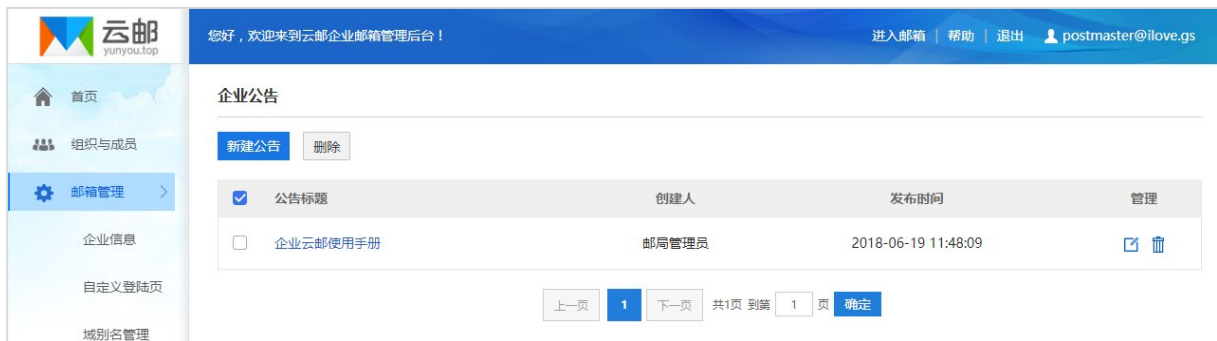 云邮
yunyou.top
您好，欢迎来到云邮企业邮箱管理后台！
进入邮箱 | 帮助 | 退出 postmaster@ilove.gs
首页
组织与成员
邮箱管理
企业信息
自定义登陆页
域别名管理
企业公告
新建公告 删除
公告标题 创建人 发布时间 管理
企业云邮使用手册 邮局管理员 2018-06-19 11:48:09
上一页 1 下一页 共1页 到第 1 页 确定